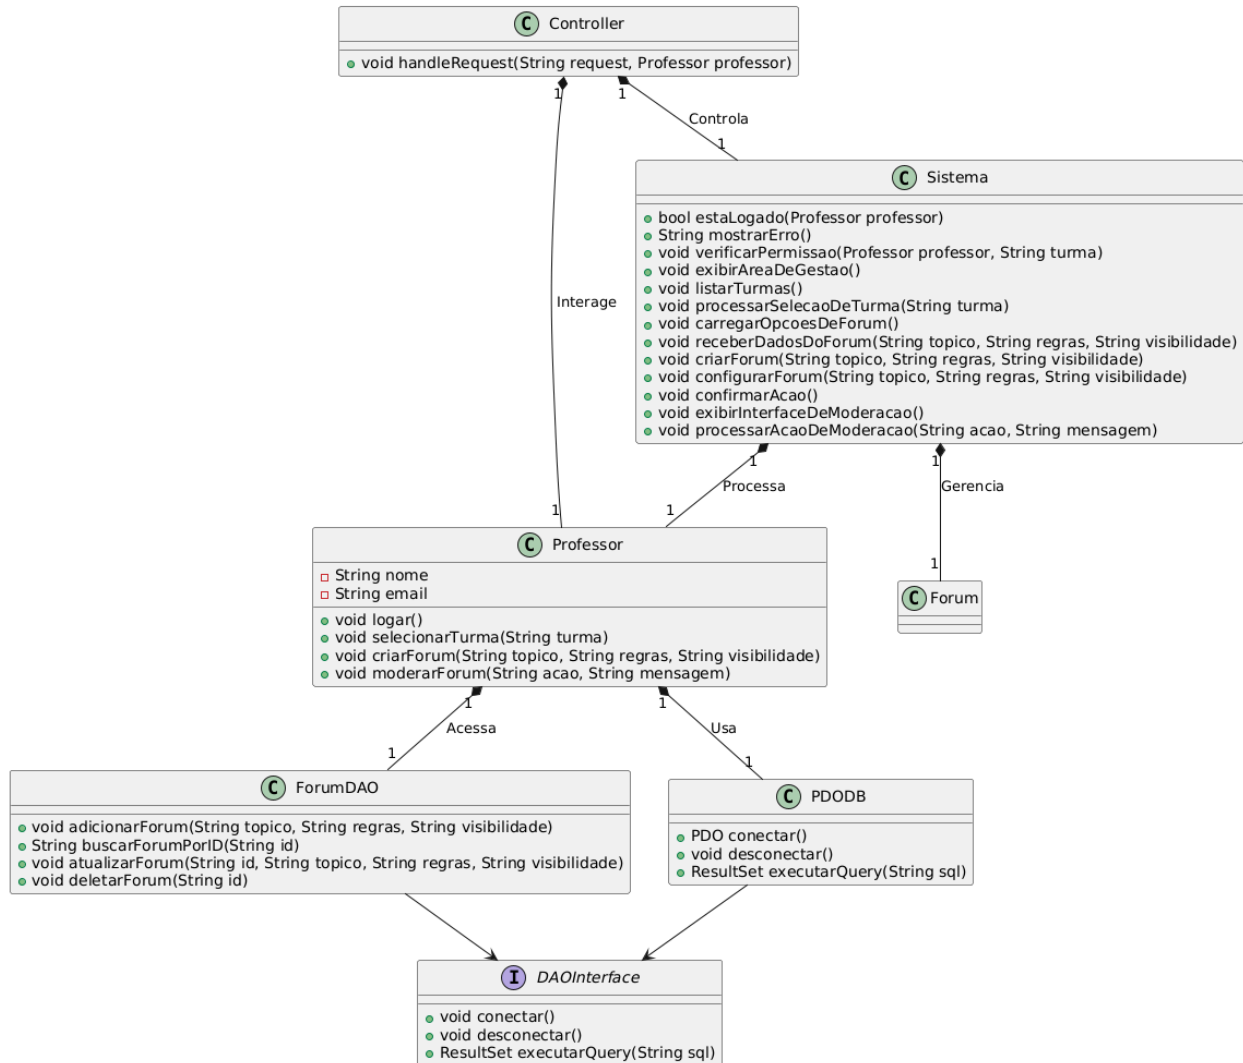 C Controller
void handleRequest(String request, Professor professor)
1
1
Controla
1
C Sistema
bool estaLogado(Professor professor)
String mostrarErro()
void verificarPermissao(Professor professor, String turma)
void exibirAreaDeGestao()
void listarTurmas()
void processarSelecaoDeTurma(String turma)
void carregarOpcoesDeForum()
void receberDadosDoForum(String topico, String regras, String visibilidade)
void criarForum(String topico, String regras, String visibilidade)
void configurarForum(String topico, String regras, String visibilidade)
void confirmarAcao()
void exibirInterfaceDeModeracao()
void processarAcaoDeModeracao(String acao, String mensagem)
Interage
1
1
Processa
Gerencia
1
1
1
C Professor
String nome
String email
void logar()
void selecionarTurma(String turma)
void criarForum(String topico, String regras, String visibilidade)
void moderarForum(String acao, String mensagem)
C Forum
1
1
Acessa
Usa
1
1
C ForumDAO
void adicionarForum(String topico, String regras, String visibilidade)
String buscarForumPorID(String id)
void atualizarForum(String id, String topico, String regras, String visibilidade)
void deletarForum(String id)
C PDODB
PDO conectar()
void desconectar()
ResultSet executarQuery(String sql)
I DAOInterface
void conectar()
void desconectar()
ResultSet executarQuery(String sql)